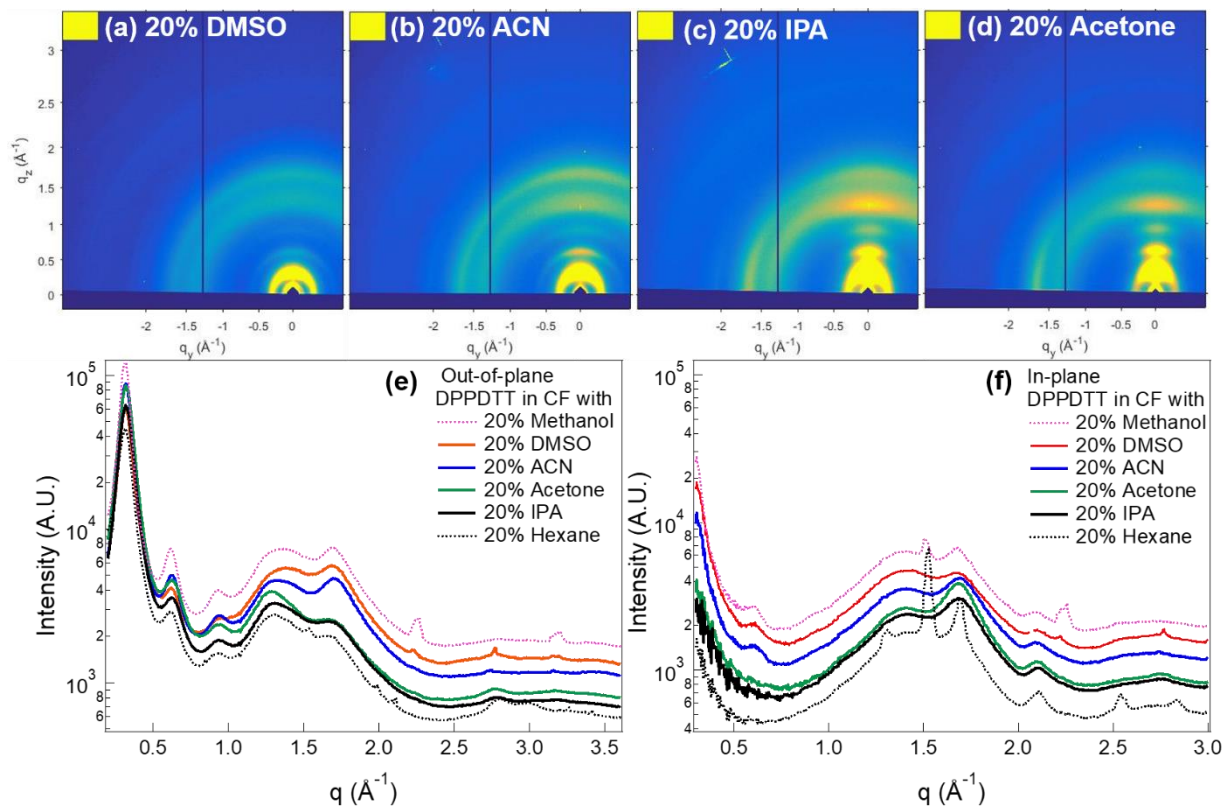 (a) 20% DMSO
(b) 20% ACN
(c) 20% IPA
(d) 20% Acetone
3
2.5
2
1.5
1
0.5
0
q_z (Å⁻¹)
-2 -1.5 -1 -0.5 0
-2 -1.5 -1 -0.5 0
-2 -1.5 -1 -0.5 0
-2 -1.5 -1 -0.5 0
q_y (Å⁻¹)
q_y (Å⁻¹)
q_y (Å⁻¹)
q_y (Å⁻¹)
(e) Out-of-plane
DPPDTT in CF with
20% Methanol
20% DMSO
20% ACN
20% Acetone
20% IPA
20% Hexane
Intensity (A.U.)
10⁵
8
6
4
2
10⁴
8
6
4
2
10³
8
6
0.5 1.0 1.5 2.0 2.5 3.0 3.5
q (Å⁻¹)
(f) In-plane
DPPDTT in CF with
20% Methanol
20% DMSO
20% ACN
20% Acetone
20% IPA
20% Hexane
Intensity (A.U.)
10⁵
8
6
4
2
10⁴
8
6
4
2
10³
8
6
4
0.5 1.0 1.5 2.0 2.5 3.0
q (Å⁻¹)